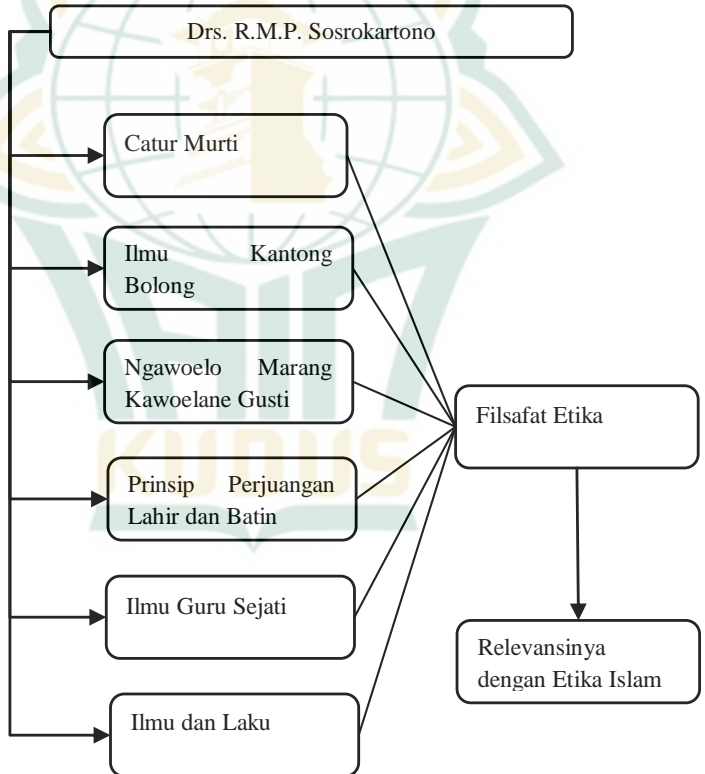 Drs. R.M.P. Sosrokartono
Catur Murti
Ilmu Kantong
Bolong
Ngawoelo Marang
Kawoelane Gusti
Prinsip Perjuangan
Lahir dan Batin
Ilmu Guru Sejati
Ilmu dan Laku
Filsafat Etika
Relevansinya
dengan Etika Islam
KUDUS